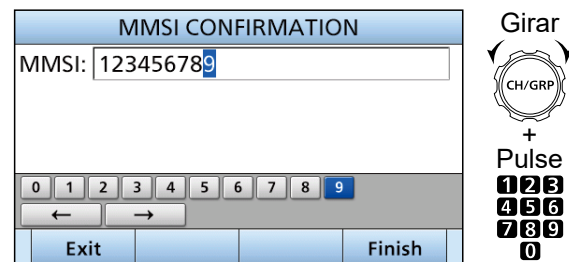 MMSI CONFIRMATION
MMSI: 123456789
0 1 2 3 4 5 6 7 8 9
← →
Exit Finish
Girar
CH/GRP
+
Pulse
1 2 3
4 5 6
7 8 9
0